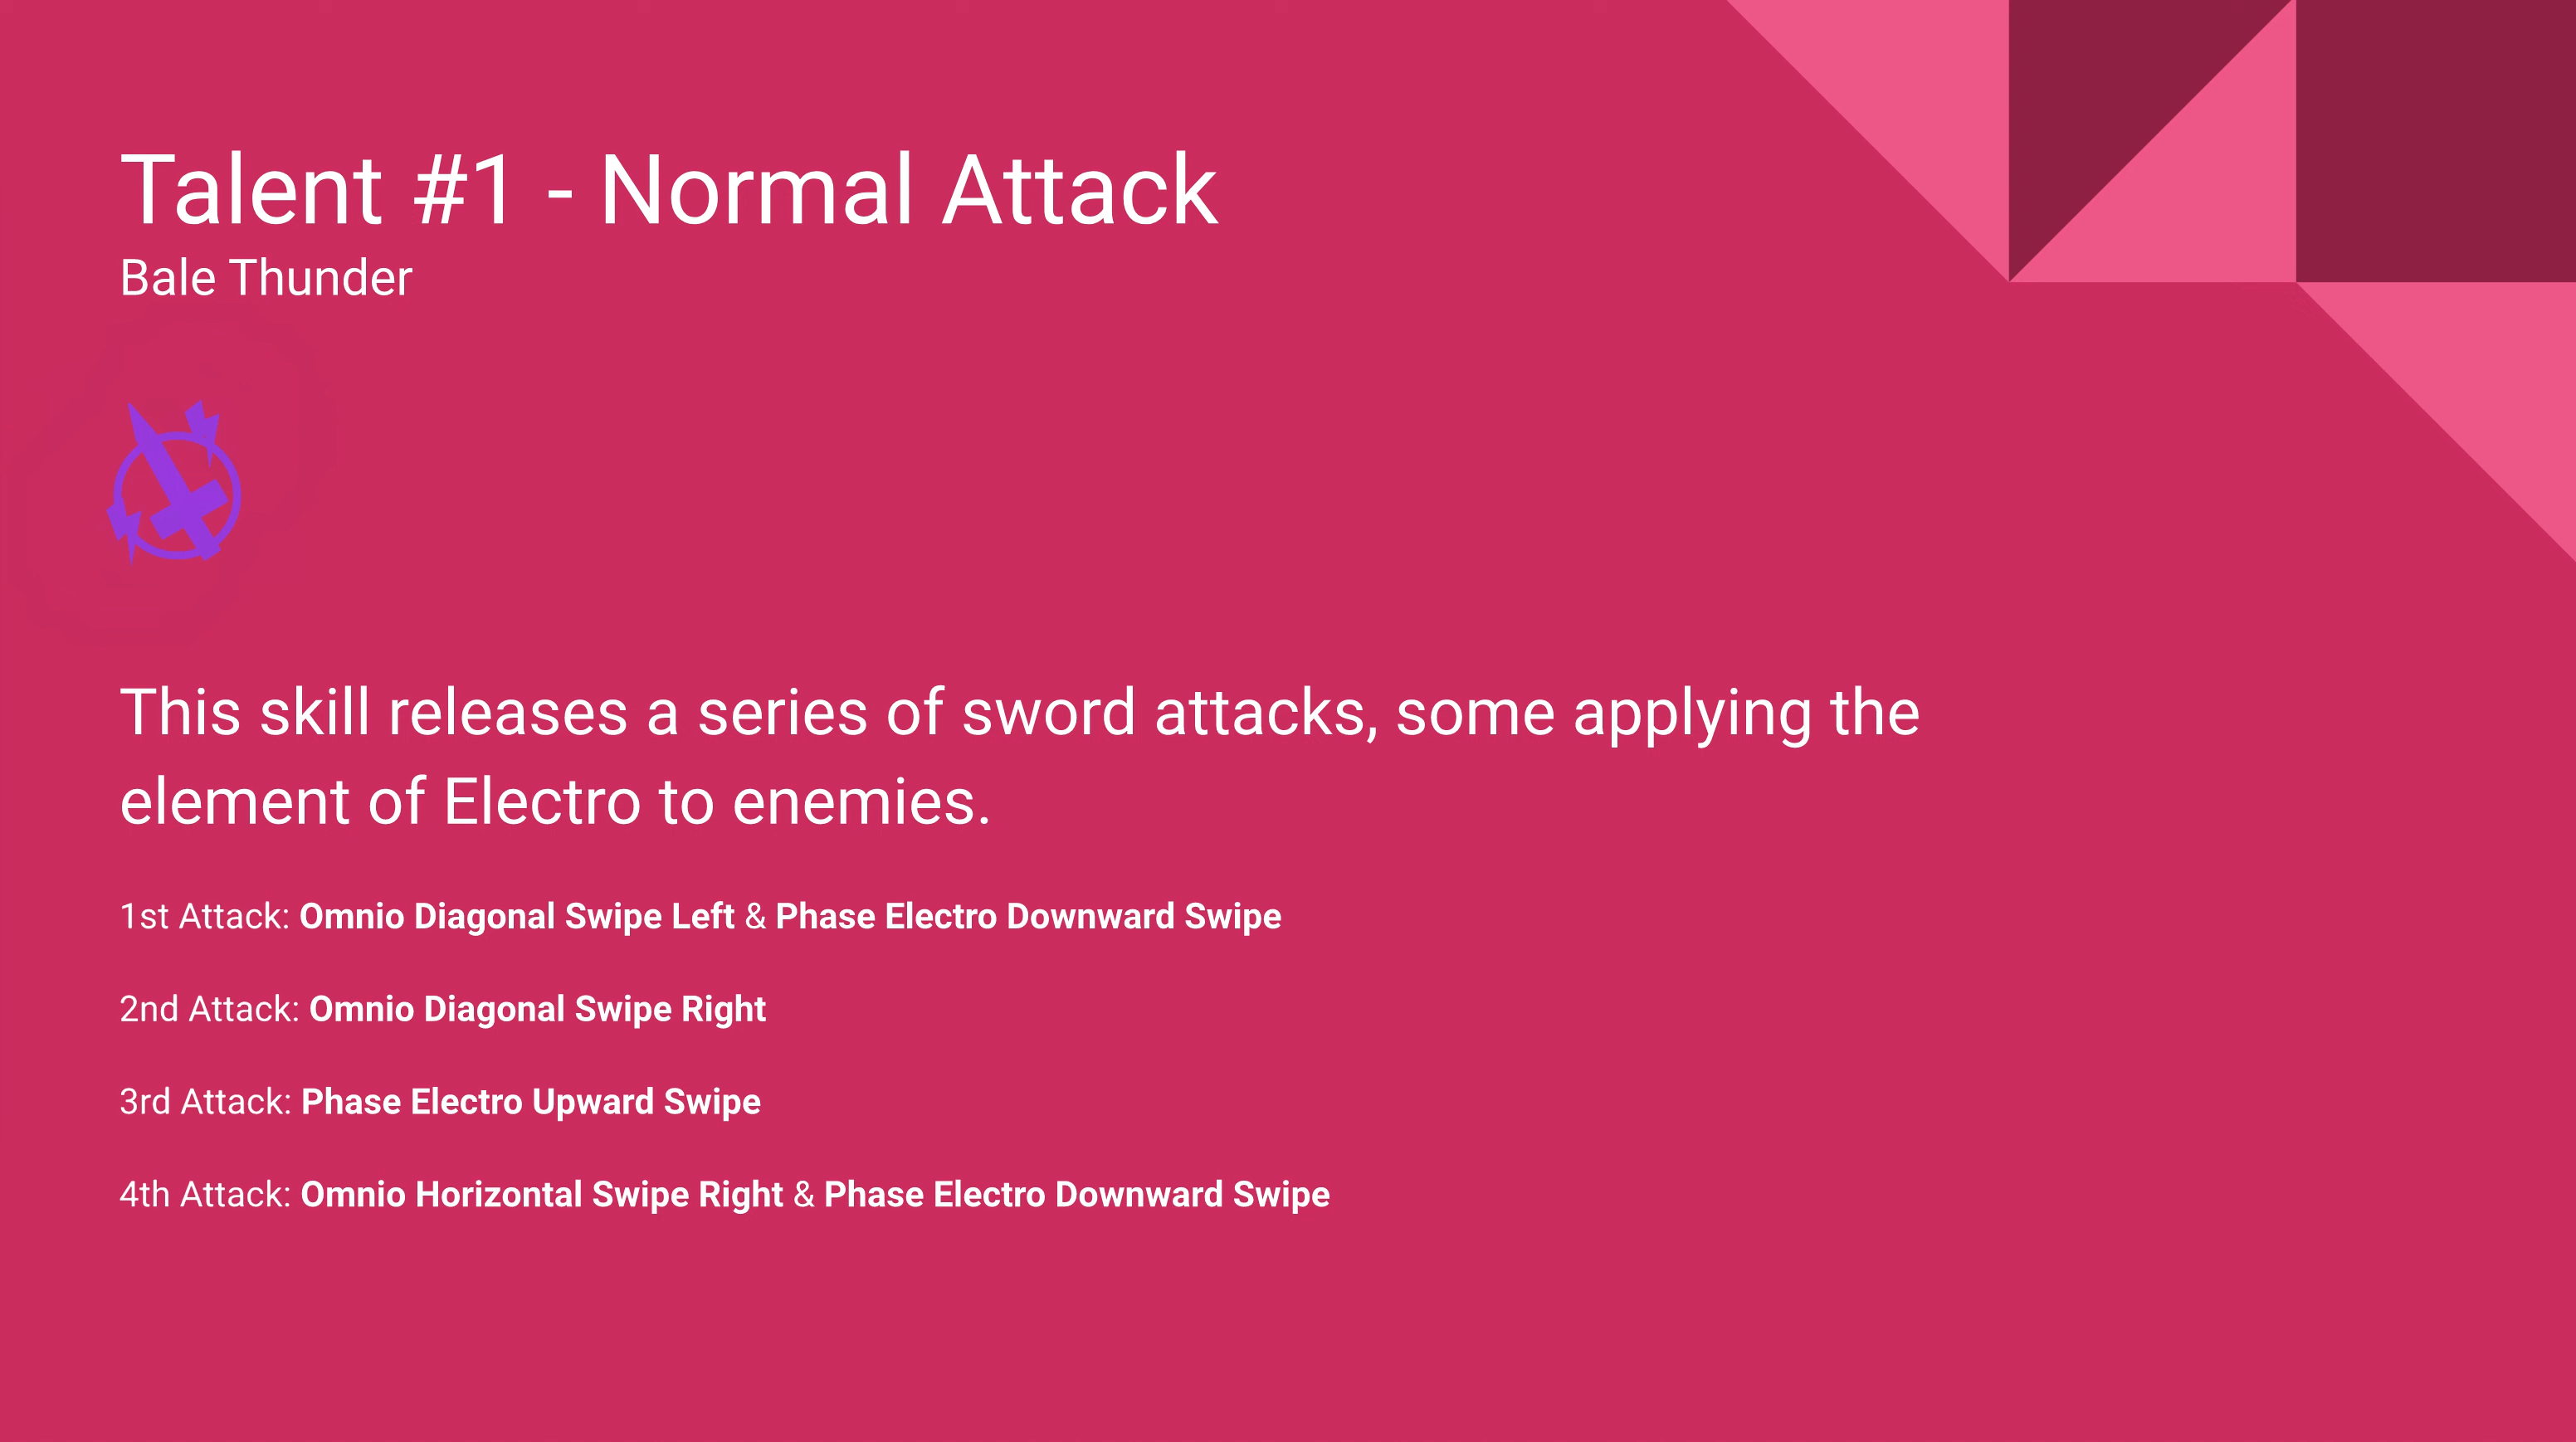 Talent #1 - Normal Attack
Bale Thunder
This skill releases a series of sword attacks, some applying the
element of Electro to enemies.
1st Attack: Omnio Diagonal Swipe Left & Phase Electro Downward Swipe
2nd Attack: Omnio Diagonal Swipe Right
3rd Attack: Phase Electro Upward Swipe
4th Attack: Omnio Horizontal Swipe Right & Phase Electro Downward Swipe